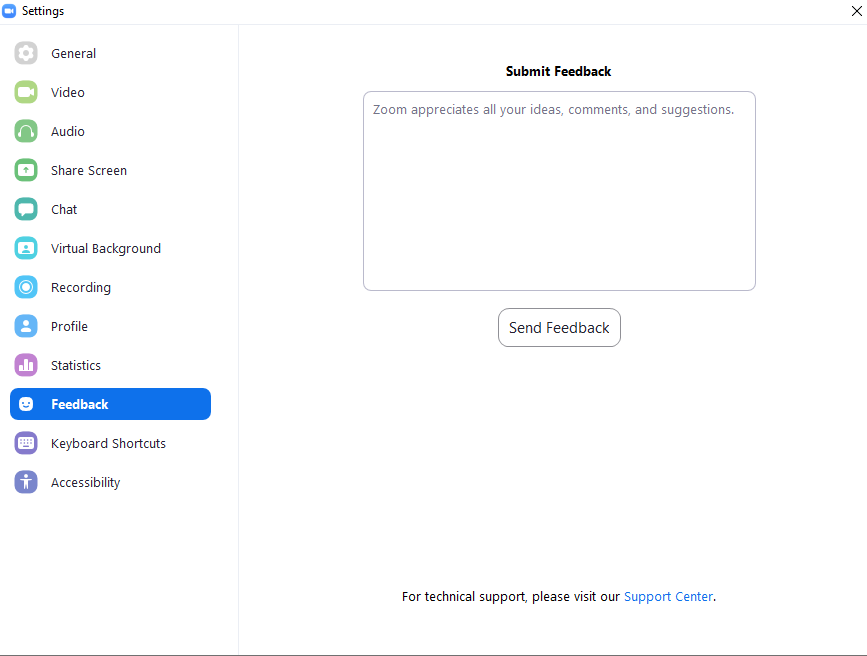 Settings
General
Video
Audio
Share Screen
Chat
Virtual Background
Recording
Profile
Statistics
Feedback
Keyboard Shortcuts
Accessibility
Submit Feedback
Zoom appreciates all your ideas, comments, and suggestions.
Send Feedback
For technical support, please visit our Support Center.